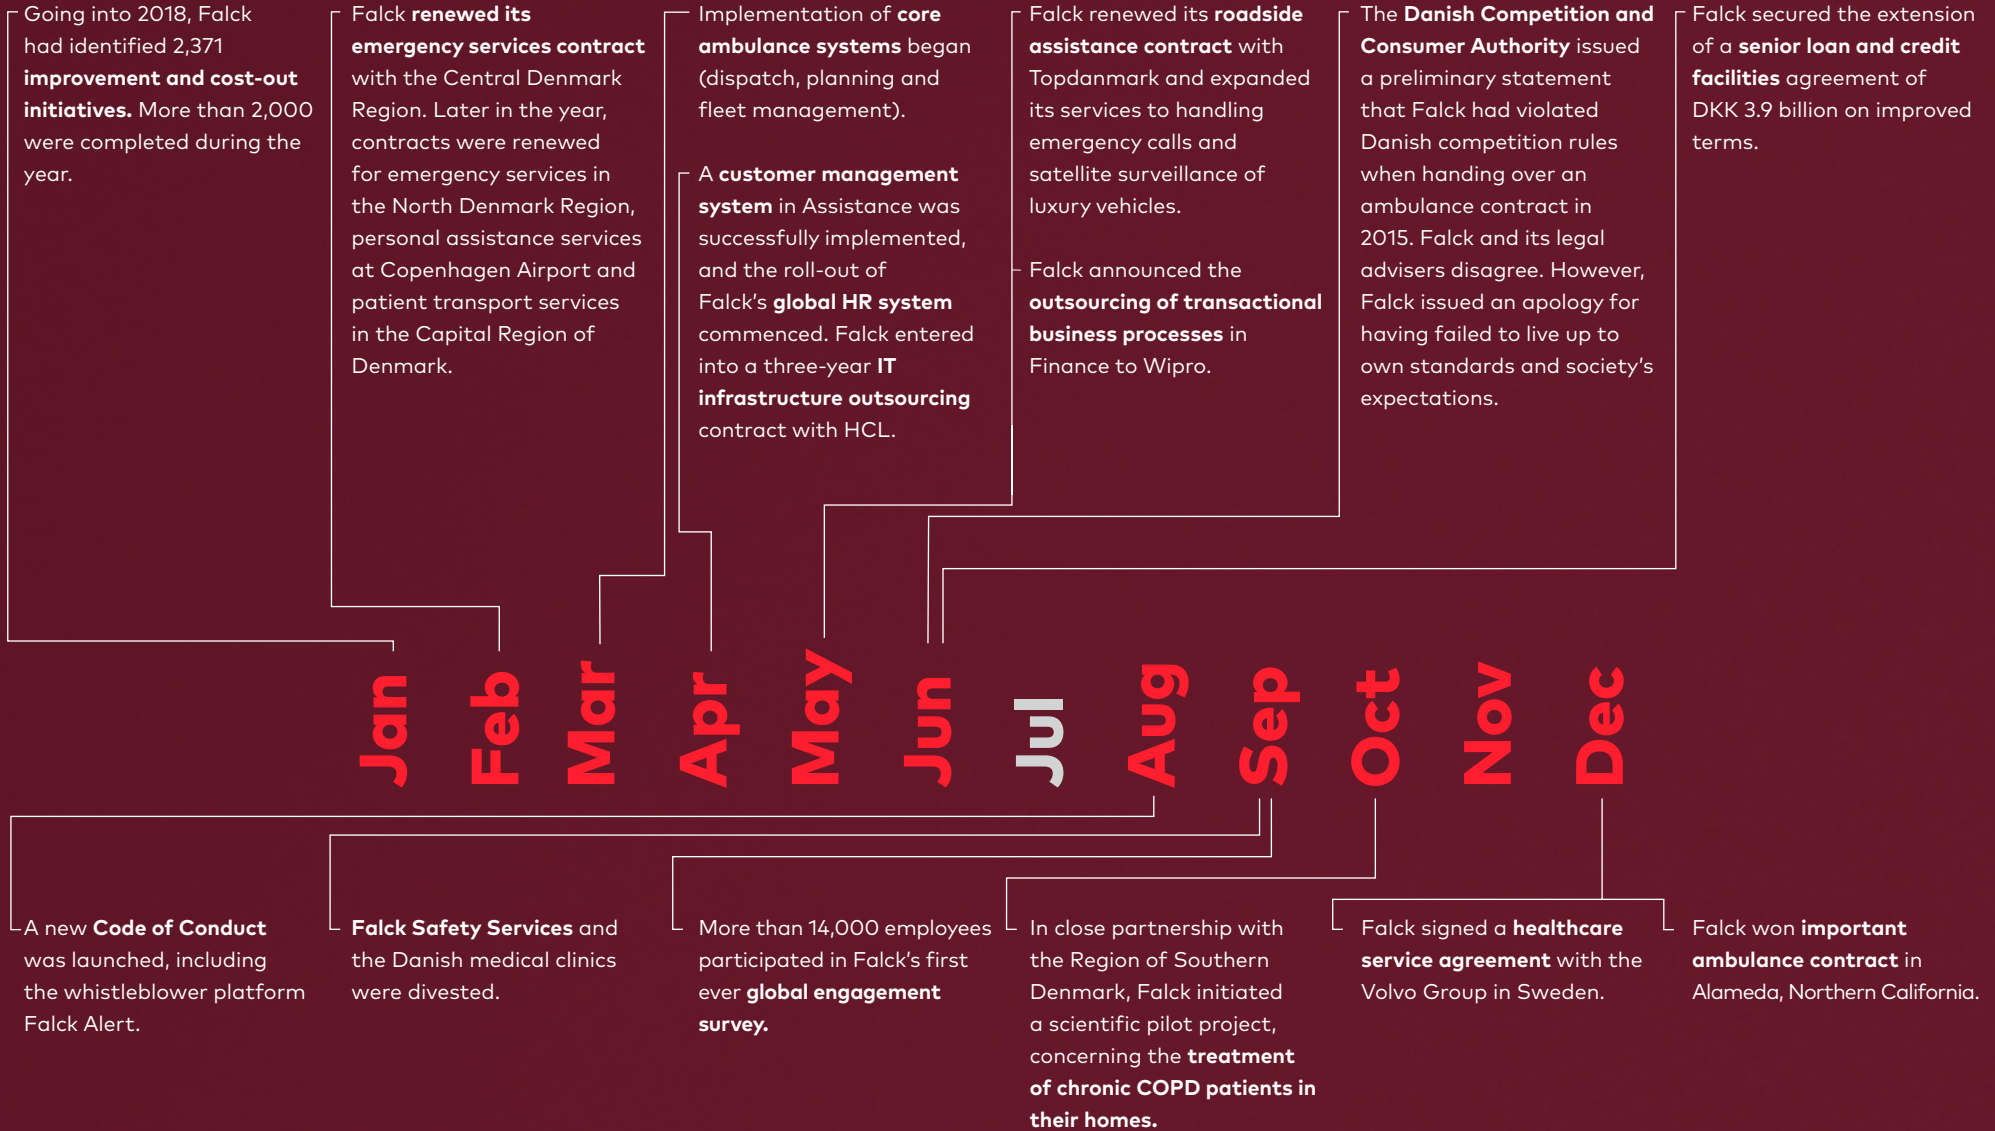 Going into 2018, Falck
had identified 2,371
improvement and cost-out
initiatives. More than 2,000
were completed during the
year.
Falck renewed its
emergency services contract
with the Central Denmark
Region. Later in the year,
contracts were renewed
for emergency services in
the North Denmark Region,
personal assistance services
at Copenhagen Airport and
patient transport services
in the Capital Region of
Denmark.
Implementation of core
ambulance systems began
(dispatch, planning and
fleet management).
A customer management
system in Assistance was
successfully implemented,
and the roll-out of
Falck's global HR system
commenced. Falck entered
into a three-year IT
infrastructure outsourcing
contract with HCL.
Falck renewed its roadside
assistance contract with
Topdanmark and expanded
its services to handling
emergency calls and
satellite surveillance of
luxury vehicles.
Falck announced the
outsourcing of transactional
business processes in
Finance to Wipro.
The Danish Competition and
Consumer Authority issued
a preliminary statement
that Falck had violated
Danish competition rules
when handing over an
ambulance contract in
2015. Falck and its legal
advisers disagree. However,
Falck issued an apology for
having failed to live up to
own standards and society's
expectations.
Falck secured the extension
of a senior loan and credit
facilities agreement of
DKK 3.9 billion on improved
terms.
Jan
Feb
Mar
Apr
May
Jun
Jul
Aug
Sep
Oct
Nov
Dec
A new Code of Conduct
was launched, including
the whistleblower platform
Falck Alert.
Falck Safety Services and
the Danish medical clinics
were divested.
More than 14,000 employees
participated in Falck's first
ever global engagement
survey.
In close partnership with
the Region of Southern
Denmark, Falck initiated
a scientific pilot project,
concerning the treatment
of chronic COPD patients in
their homes.
Falck signed a healthcare
service agreement with the
Volvo Group in Sweden.
Falck won important
ambulance contract in
Alameda, Northern California.